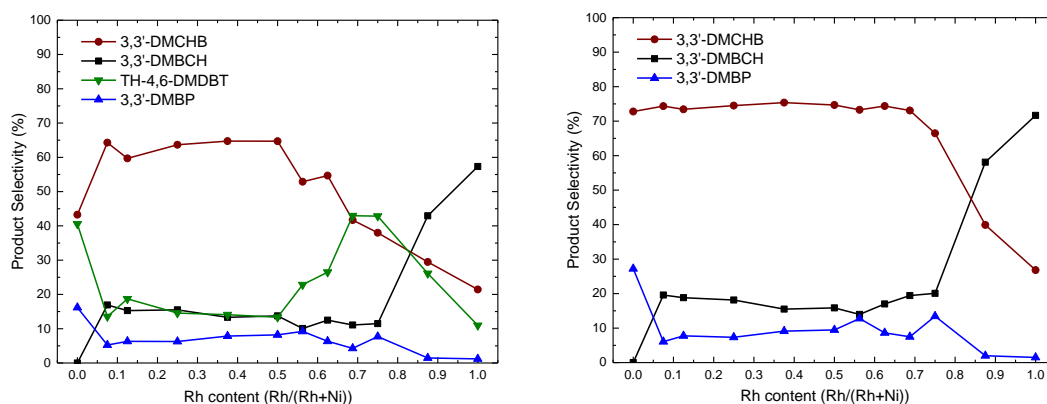 100
90
80
70
60
50
40
30
20
10
0
Product Selectivity (%)
3,3'-DMCHB
3,3'-DMBCH
TH-4,6-DMDBT
3,3'-DMBP
0.0 0.1 0.2 0.3 0.4 0.5 0.6 0.7 0.8 0.9 1.0
Rh content (Rh/(Rh+Ni))
100
90
80
70
60
50
40
30
20
10
0
Product Selectivity (%)
3,3'-DMCHB
3,3'-DMBCH
3,3'-DMBP
0.0 0.1 0.2 0.3 0.4 0.5 0.6 0.7 0.8 0.9 1.0
Rh content (Rh/(Rh+Ni))